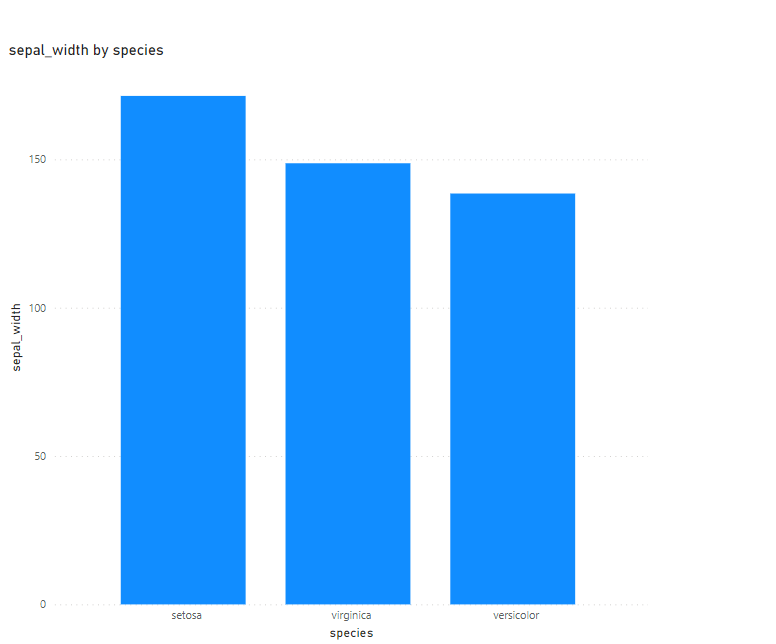 sepal_width by species
150
100
50
0
sepal_width
setosa virginica versicolor
species